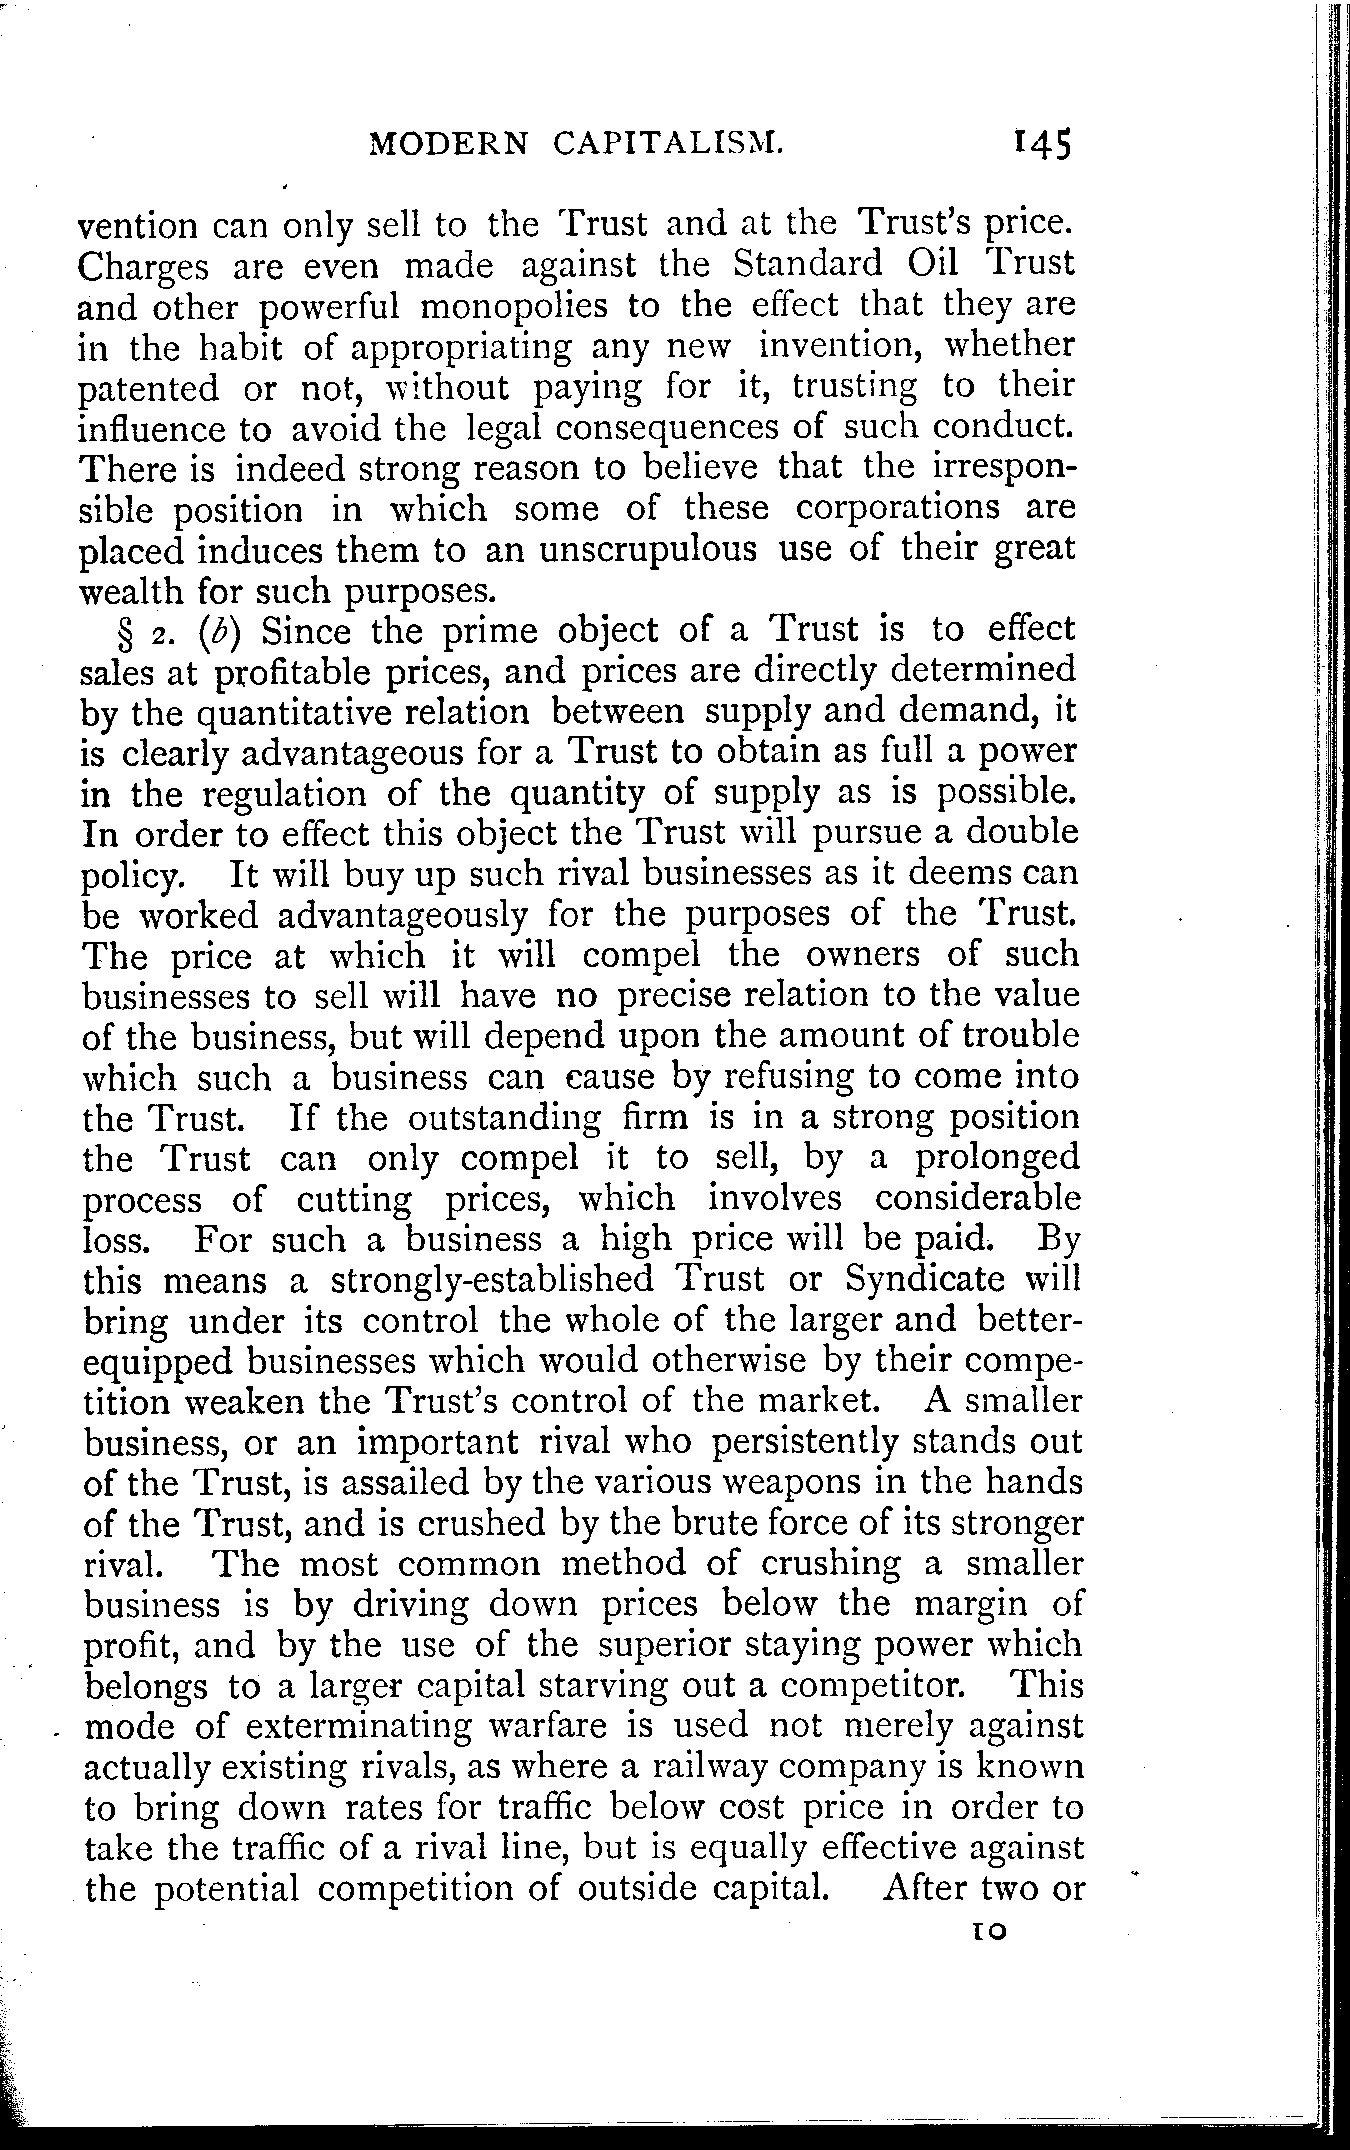 MODERN CAPITALISM. 145
vention can only sell to the Trust and at the Trust's price.
Charges are even made against the Standard Oil Trust
and other powerful monopolies to the effect that they are
in the habit of appropriating any new invention, whether
patented or not, without paying for it, trusting to their
influence to avoid the legal consequences of such conduct.
There is indeed strong reason to believe that the irrespon-
sible position in which some of these corporations are
placed induces them to an unscrupulous use of their great
wealth for such purposes.
§ 2. (b) Since the prime object of a Trust is to effect
sales at profitable prices, and prices are directly determined
by the quantitative relation between supply and demand, it
is clearly advantageous for a Trust to obtain as full a power
in the regulation of the quantity of supply as is possible.
In order to effect this object the Trust will pursue a double
policy. It will buy up such rival businesses as it deems can
be worked advantageously for the purposes of the Trust.
The price at which it will compel the owners of such
businesses to sell will have no precise relation to the value
of the business, but will depend upon the amount of trouble
which such a business can cause by refusing to come into
the Trust. If the outstanding firm is in a strong position
the Trust can only compel it to sell, by a prolonged
process of cutting prices, which involves considerable
loss. For such a business a high price will be paid. By
this means a strongly-established Trust or Syndicate will
bring under its control the whole of the larger and better-
equipped businesses which would otherwise by their compe-
tition weaken the Trust's control of the market. A smaller
business, or an important rival who persistently stands out
of the Trust, is assailed by the various weapons in the hands
of the Trust, and is crushed by the brute force of its stronger
rival. The most common method of crushing a smaller
business is by driving down prices below the margin of
profit, and by the use of the superior staying power which
belongs to a larger capital starving out a competitor. This
mode of exterminating warfare is used not merely against
actually existing rivals, as where a railway company is known
to bring down rates for traffic below cost price in order to
take the traffic of a rival line, but is equally effective against
the potential competition of outside capital. After two or
10